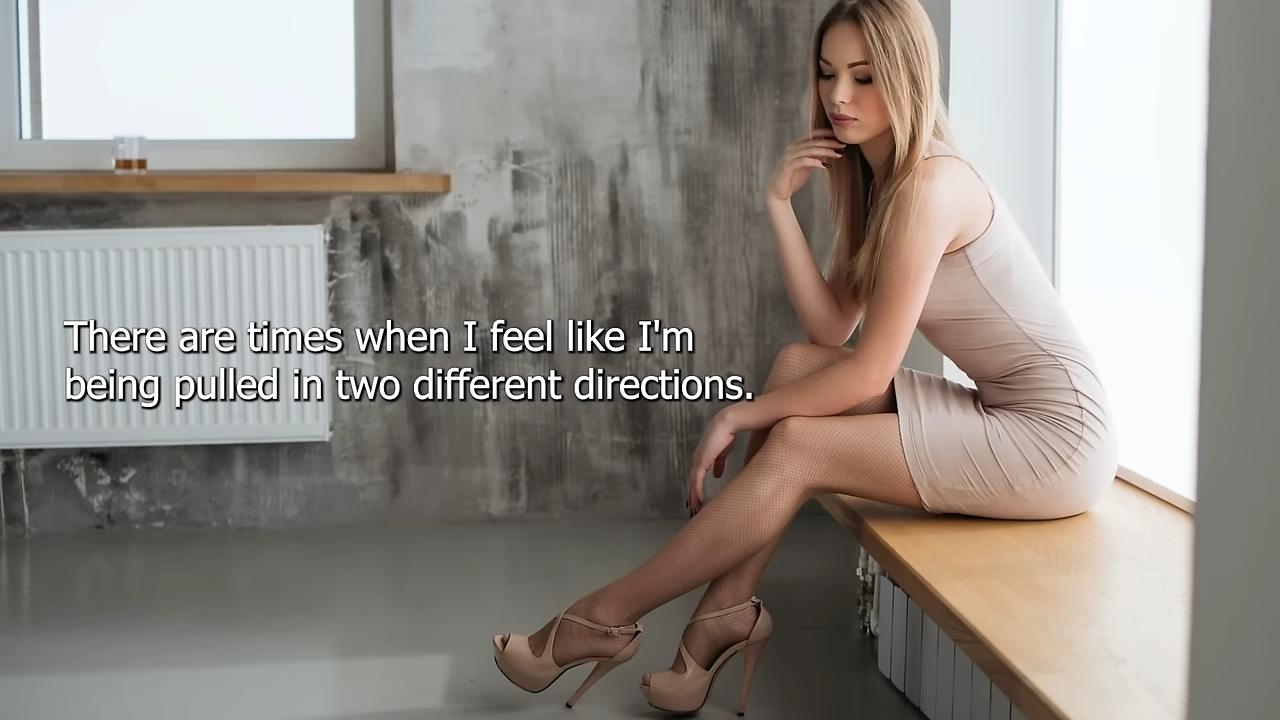 There are times when I feel like I'm
being pulled in two different directions.